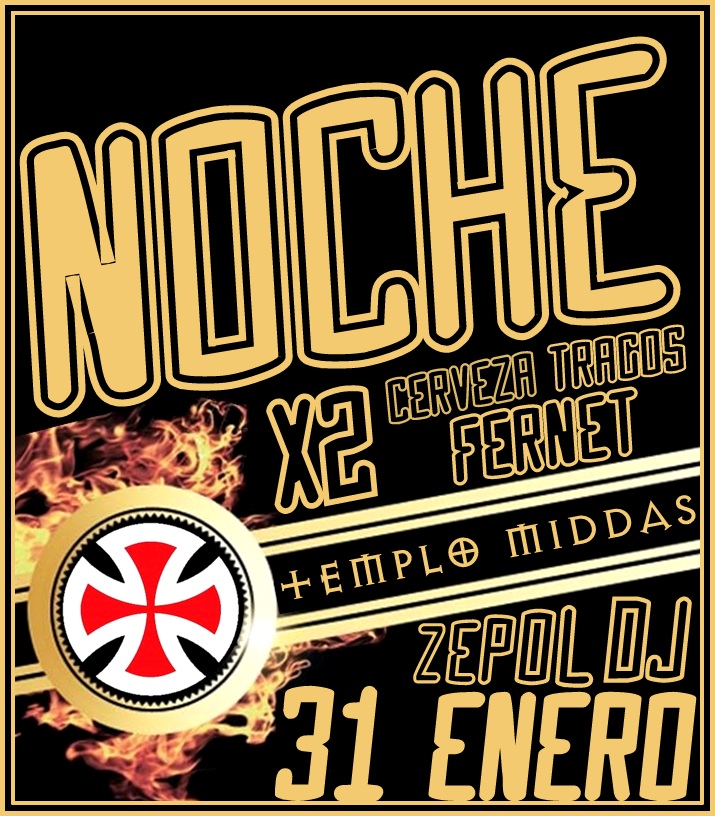 NOCHE
X2 CERVEZA TRAGOS
FERNET
TEMPLO MIDDAS
ZEPOL DJ
31 ENERO